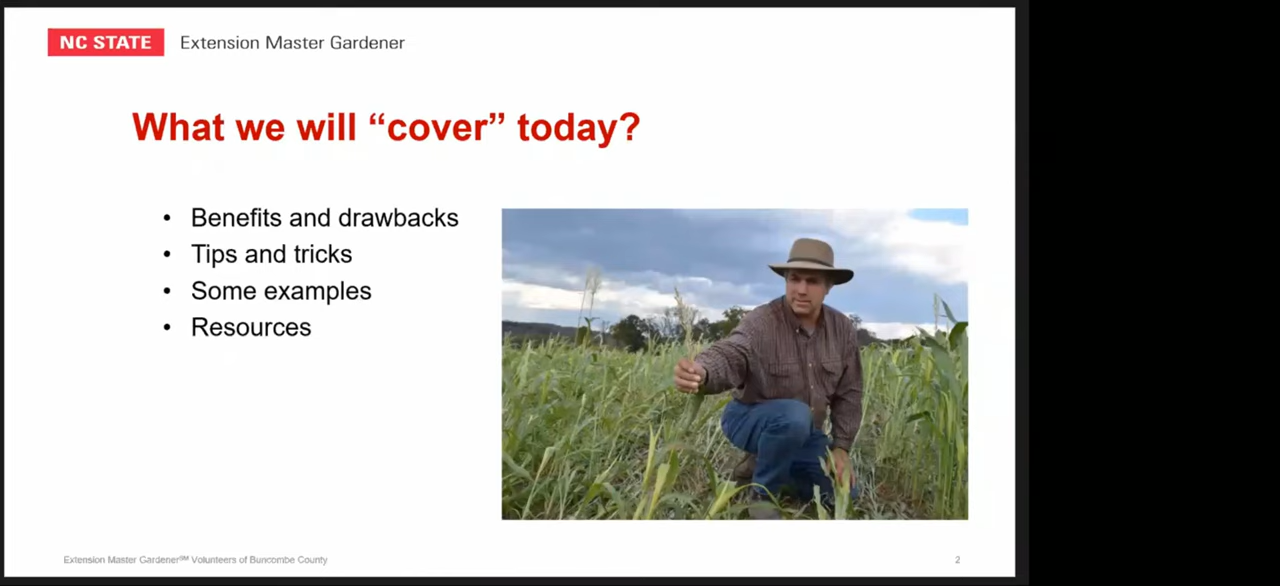 NC STATE Extension Master Gardener
What we will “cover” today?
• Benefits and drawbacks
• Tips and tricks
• Some examples
• Resources
Extension Master Gardener℠ Volunteers of Buncombe County 2